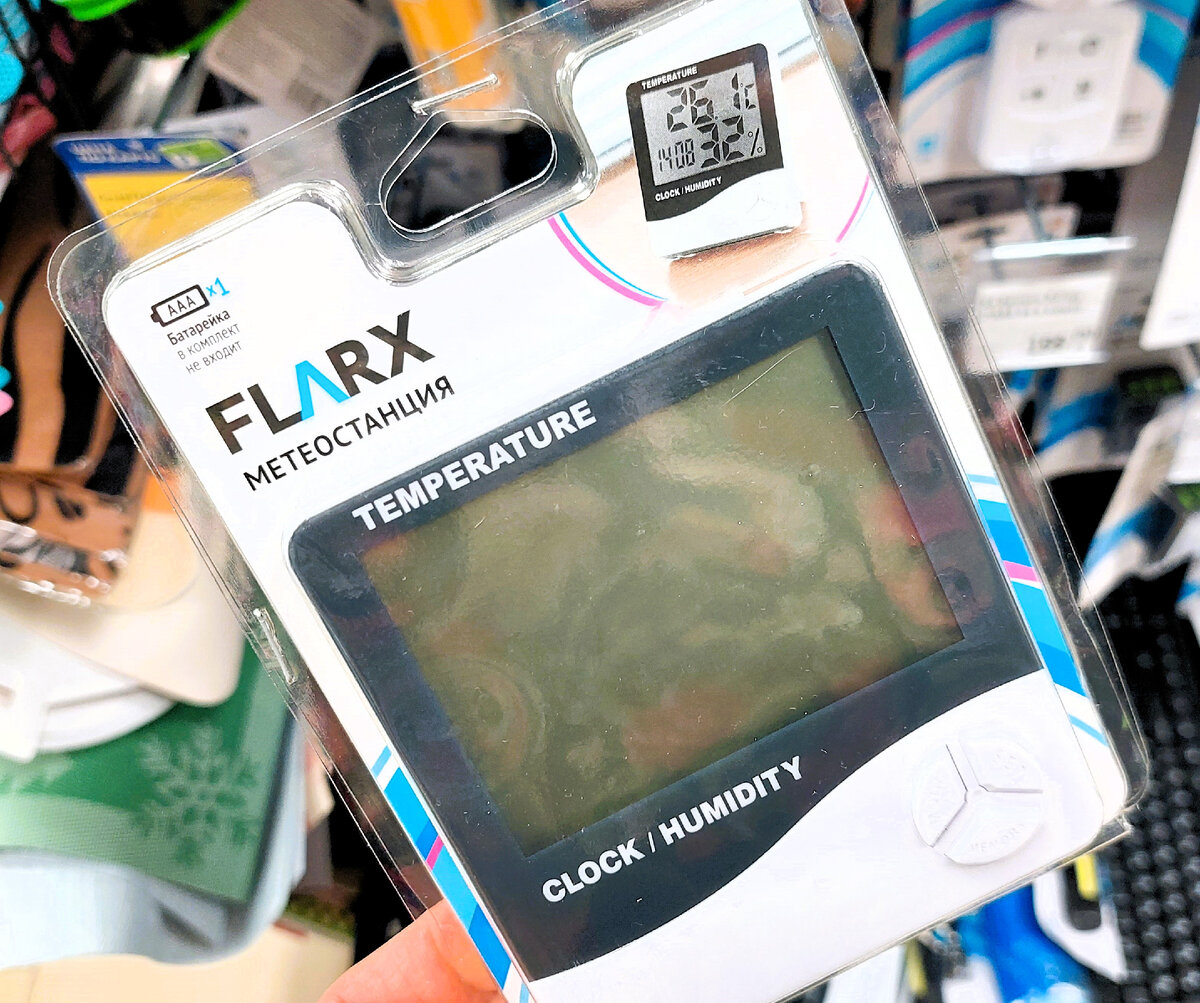 TEMPERATURE
26.1°C
14:08 32%
CLOCK / HUMIDITY
AAA x1
Батарейка
в комплект
не входит
FLARX
МЕТЕОСТАНЦИЯ
TEMPERATURE
CLOCK / HUMIDITY
MEMORY